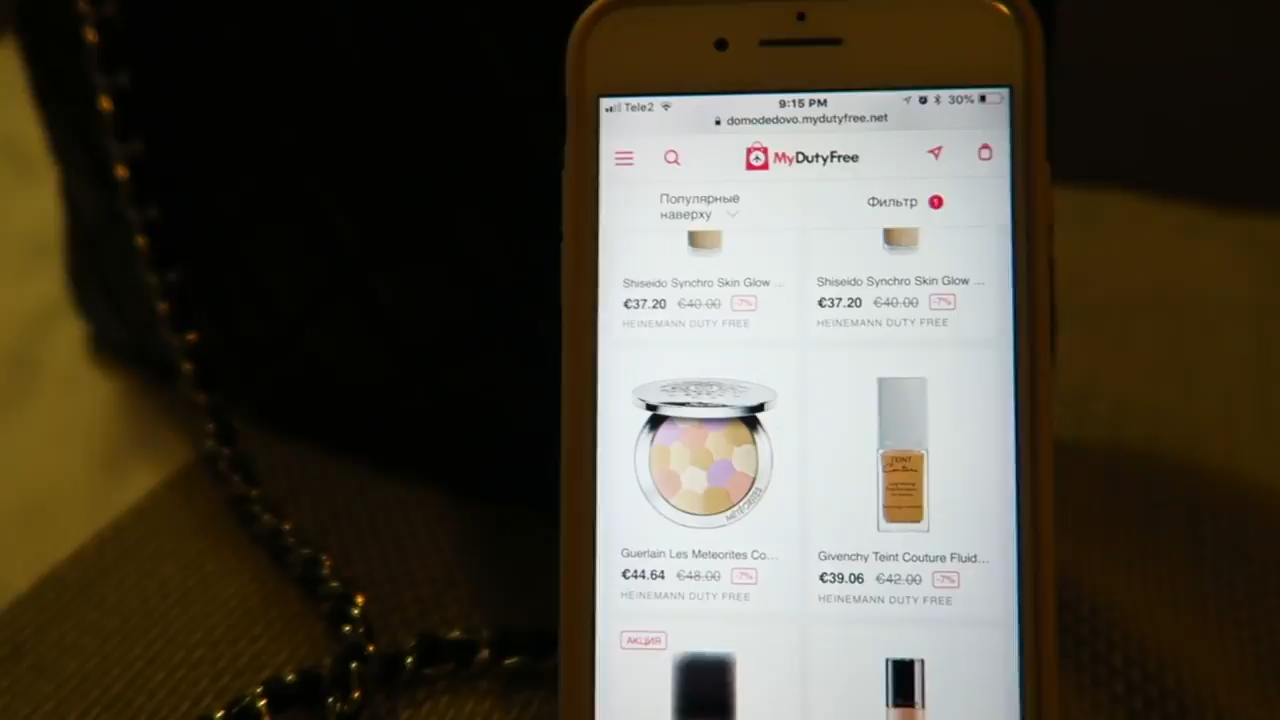 Tele2
9:15 PM
30%
domodedovo.mydutyfree.net
MyDutyFree
Популярные
наверху
Фильтр 1
Shiseido Synchro Skin Glow ...
€37.20 €40.00 -7%
HEINEMANN DUTY FREE
Shiseido Synchro Skin Glow ...
€37.20 €40.00 -7%
HEINEMANN DUTY FREE
MÉTÉORITES
Guerlain Les Meteorites Co...
€44.64 €48.00 -7%
HEINEMANN DUTY FREE
TEINT
Couture
Givenchy Teint Couture Fluid...
€39.06 €42.00 -7%
HEINEMANN DUTY FREE
АКЦИЯ